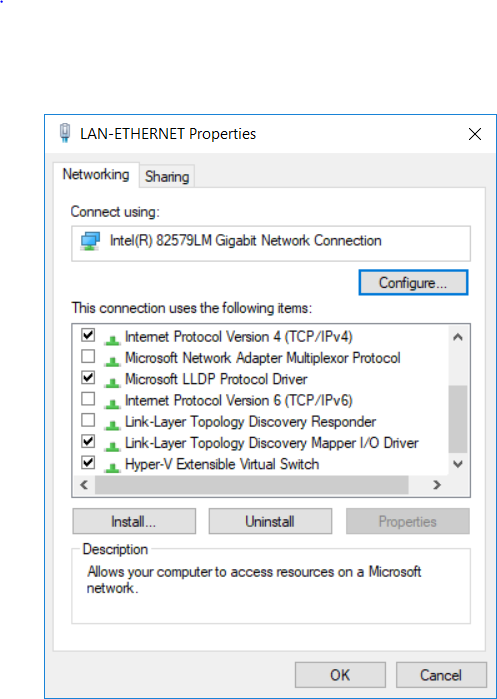 LAN-ETHERNET Properties
Networking
Sharing
Connect using:
Intel(R) 82579LM Gigabit Network Connection
Configure...
This connection uses the following items:
Internet Protocol Version 4 (TCP/IPv4)
Microsoft Network Adapter Multiplexor Protocol
Microsoft LLDP Protocol Driver
Internet Protocol Version 6 (TCP/IPv6)
Link-Layer Topology Discovery Responder
Link-Layer Topology Discovery Mapper I/O Driver
Hyper-V Extensible Virtual Switch
Install...
Uninstall
Properties
Description
Allows your computer to access resources on a Microsoft
network.
OK
Cancel